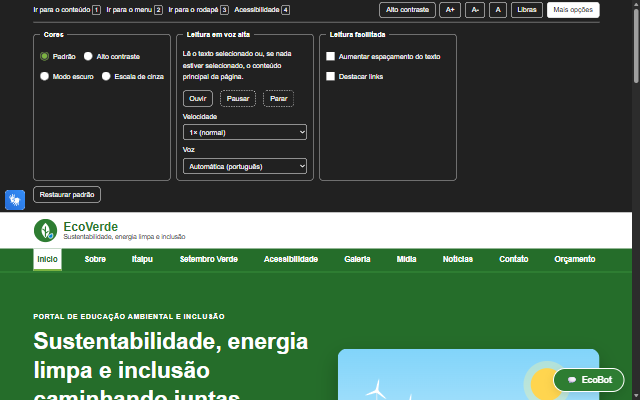 Ir para o conteúdo 1 Ir para o menu 2 Ir para o rodapé 3 Acessibilidade 4
Alto contraste A+ A- A Libras Mais opções
Cores
Padrão Alto contraste
Modo escuro Escala de cinza
Leitura em voz alta
Lê o texto selecionado ou, se nada
estiver selecionado, o conteúdo
principal da página.
Ouvir Pausar Parar
Velocidade
1× (normal)
Voz
Automática (português)
Leitura facilitada
Aumentar espaçamento do texto
Destacar links
Restaurar padrão
EcoVerde
Sustentabilidade, energia limpa e inclusão
Início Sobre Itaipu Setembro Verde Acessibilidade Galeria Mídia Notícias Contato Orçamento
PORTAL DE EDUCAÇÃO AMBIENTAL E INCLUSÃO
Sustentabilidade, energia
limpa e inclusão
caminhando juntas
EcoBot